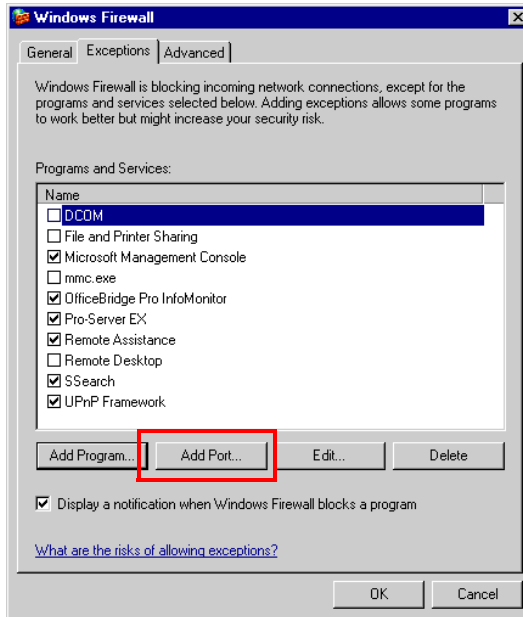 Windows Firewall
General Exceptions Advanced
Windows Firewall is blocking incoming network connections, except for the
programs and services selected below. Adding exceptions allows some programs
to work better but might increase your security risk.
Programs and Services:
Name
DCOM
File and Printer Sharing
Microsoft Management Console
mmc.exe
OfficeBridge Pro InfoMonitor
Pro-Server EX
Remote Assistance
Remote Desktop
SSearch
UPnP Framework
Add Program... Add Port... Edit... Delete
Display a notification when Windows Firewall blocks a program
What are the risks of allowing exceptions?
OK Cancel